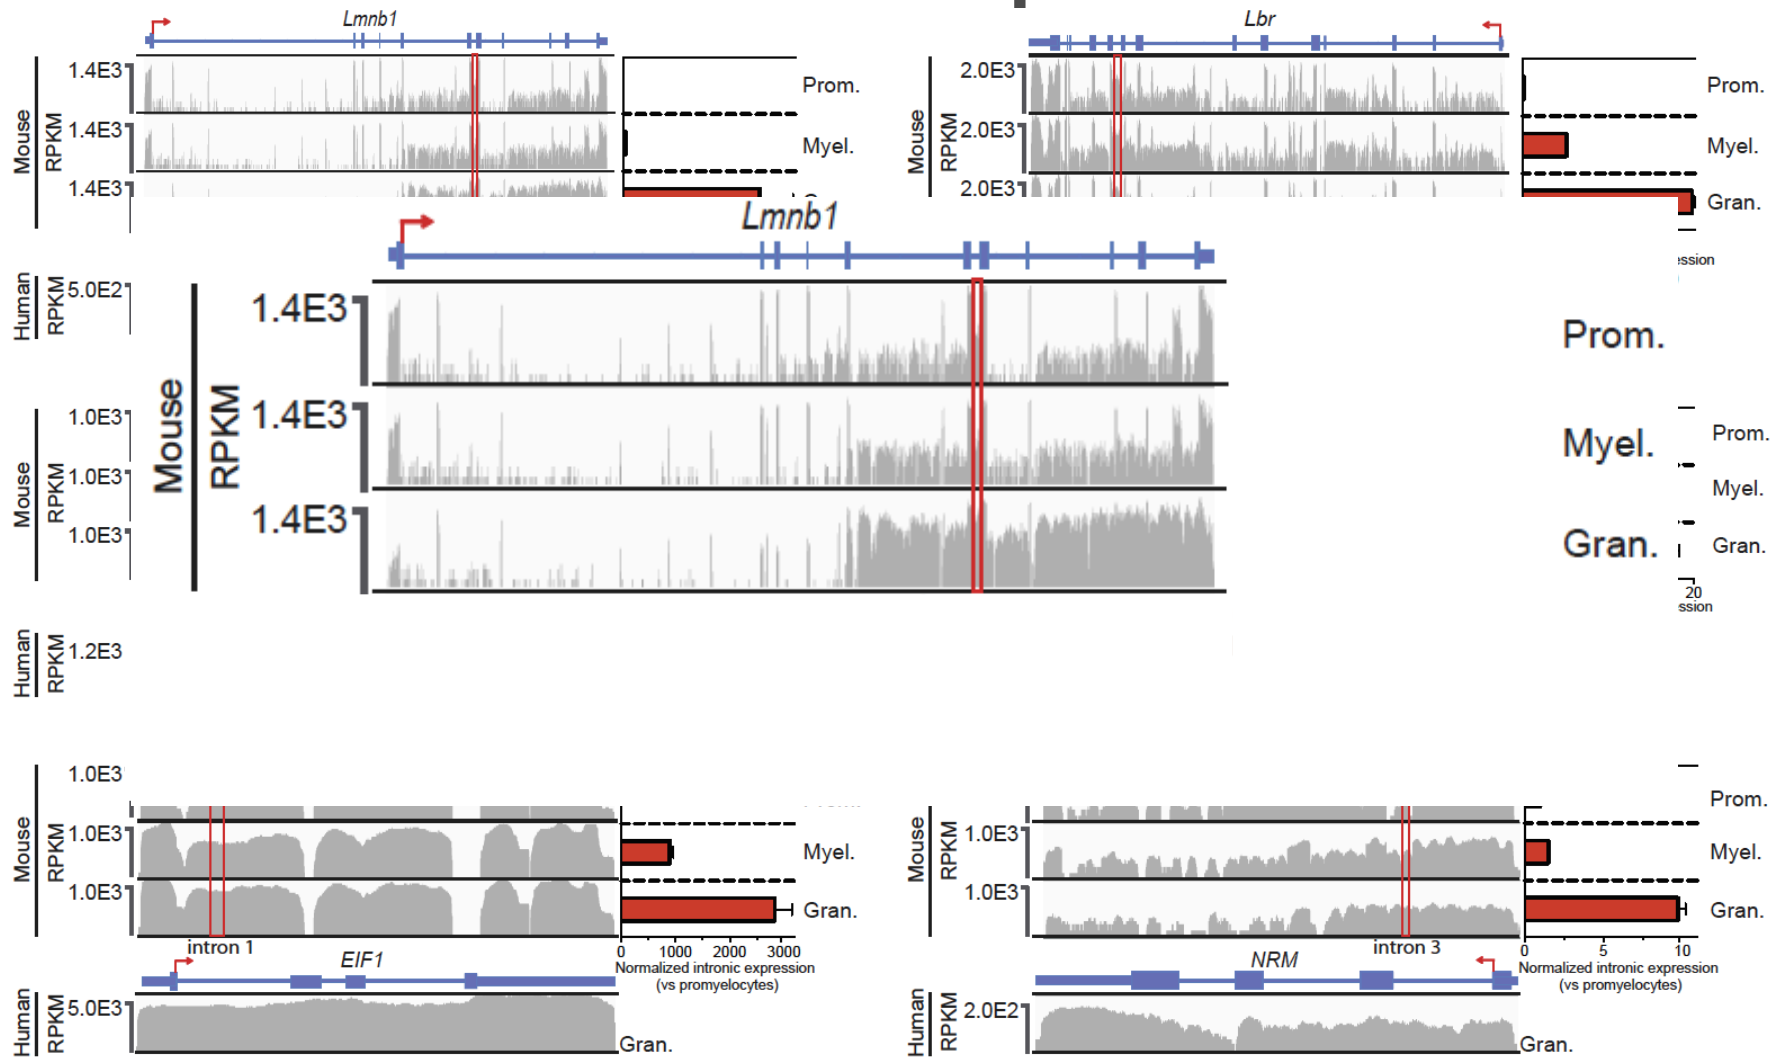 Lmnb1
Lbr
Mouse
RPKM
1.4E3
1.4E3
1.4E3
Prom.
Myel.
Mouse
RPKM
2.0E3
2.0E3
2.0E3
Prom.
Myel.
Gran.
ssion
Human
RPKM
5.0E2
Lmnb1
Mouse
RPKM
1.4E3
1.4E3
1.4E3
Prom.
Myel.
Gran.
Mouse
RPKM
1.0E3
1.0E3
1.0E3
Prom.
Myel.
Gran.
20
ssion
Human
RPKM
1.2E3
Mouse
RPKM
1.0E3
1.0E3
1.0E3
Myel.
Gran.
intron 1
0 1000 2000 3000
Normalized intronic expression
(vs promyelocytes)
EIF1
Human
RPKM
5.0E3
Gran.
Mouse
RPKM
1.0E3
1.0E3
Prom.
Myel.
Gran.
intron 3
0 5 10
Normalized intronic expression
(vs promyelocytes)
NRM
Human
RPKM
2.0E2
Gran.